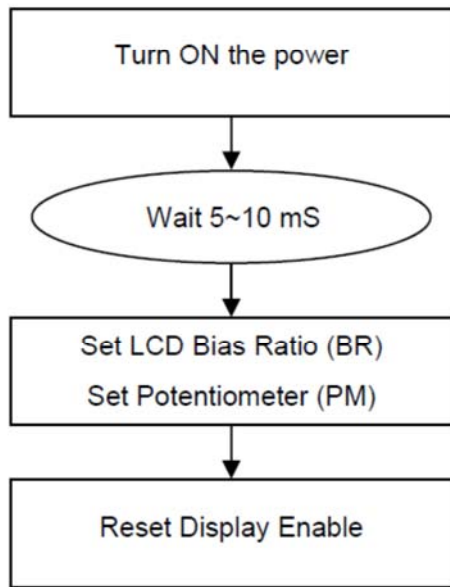 Turn ON the power
Wait 5~10 mS
Set LCD Bias Ratio (BR)
Set Potentiometer (PM)
Reset Display Enable